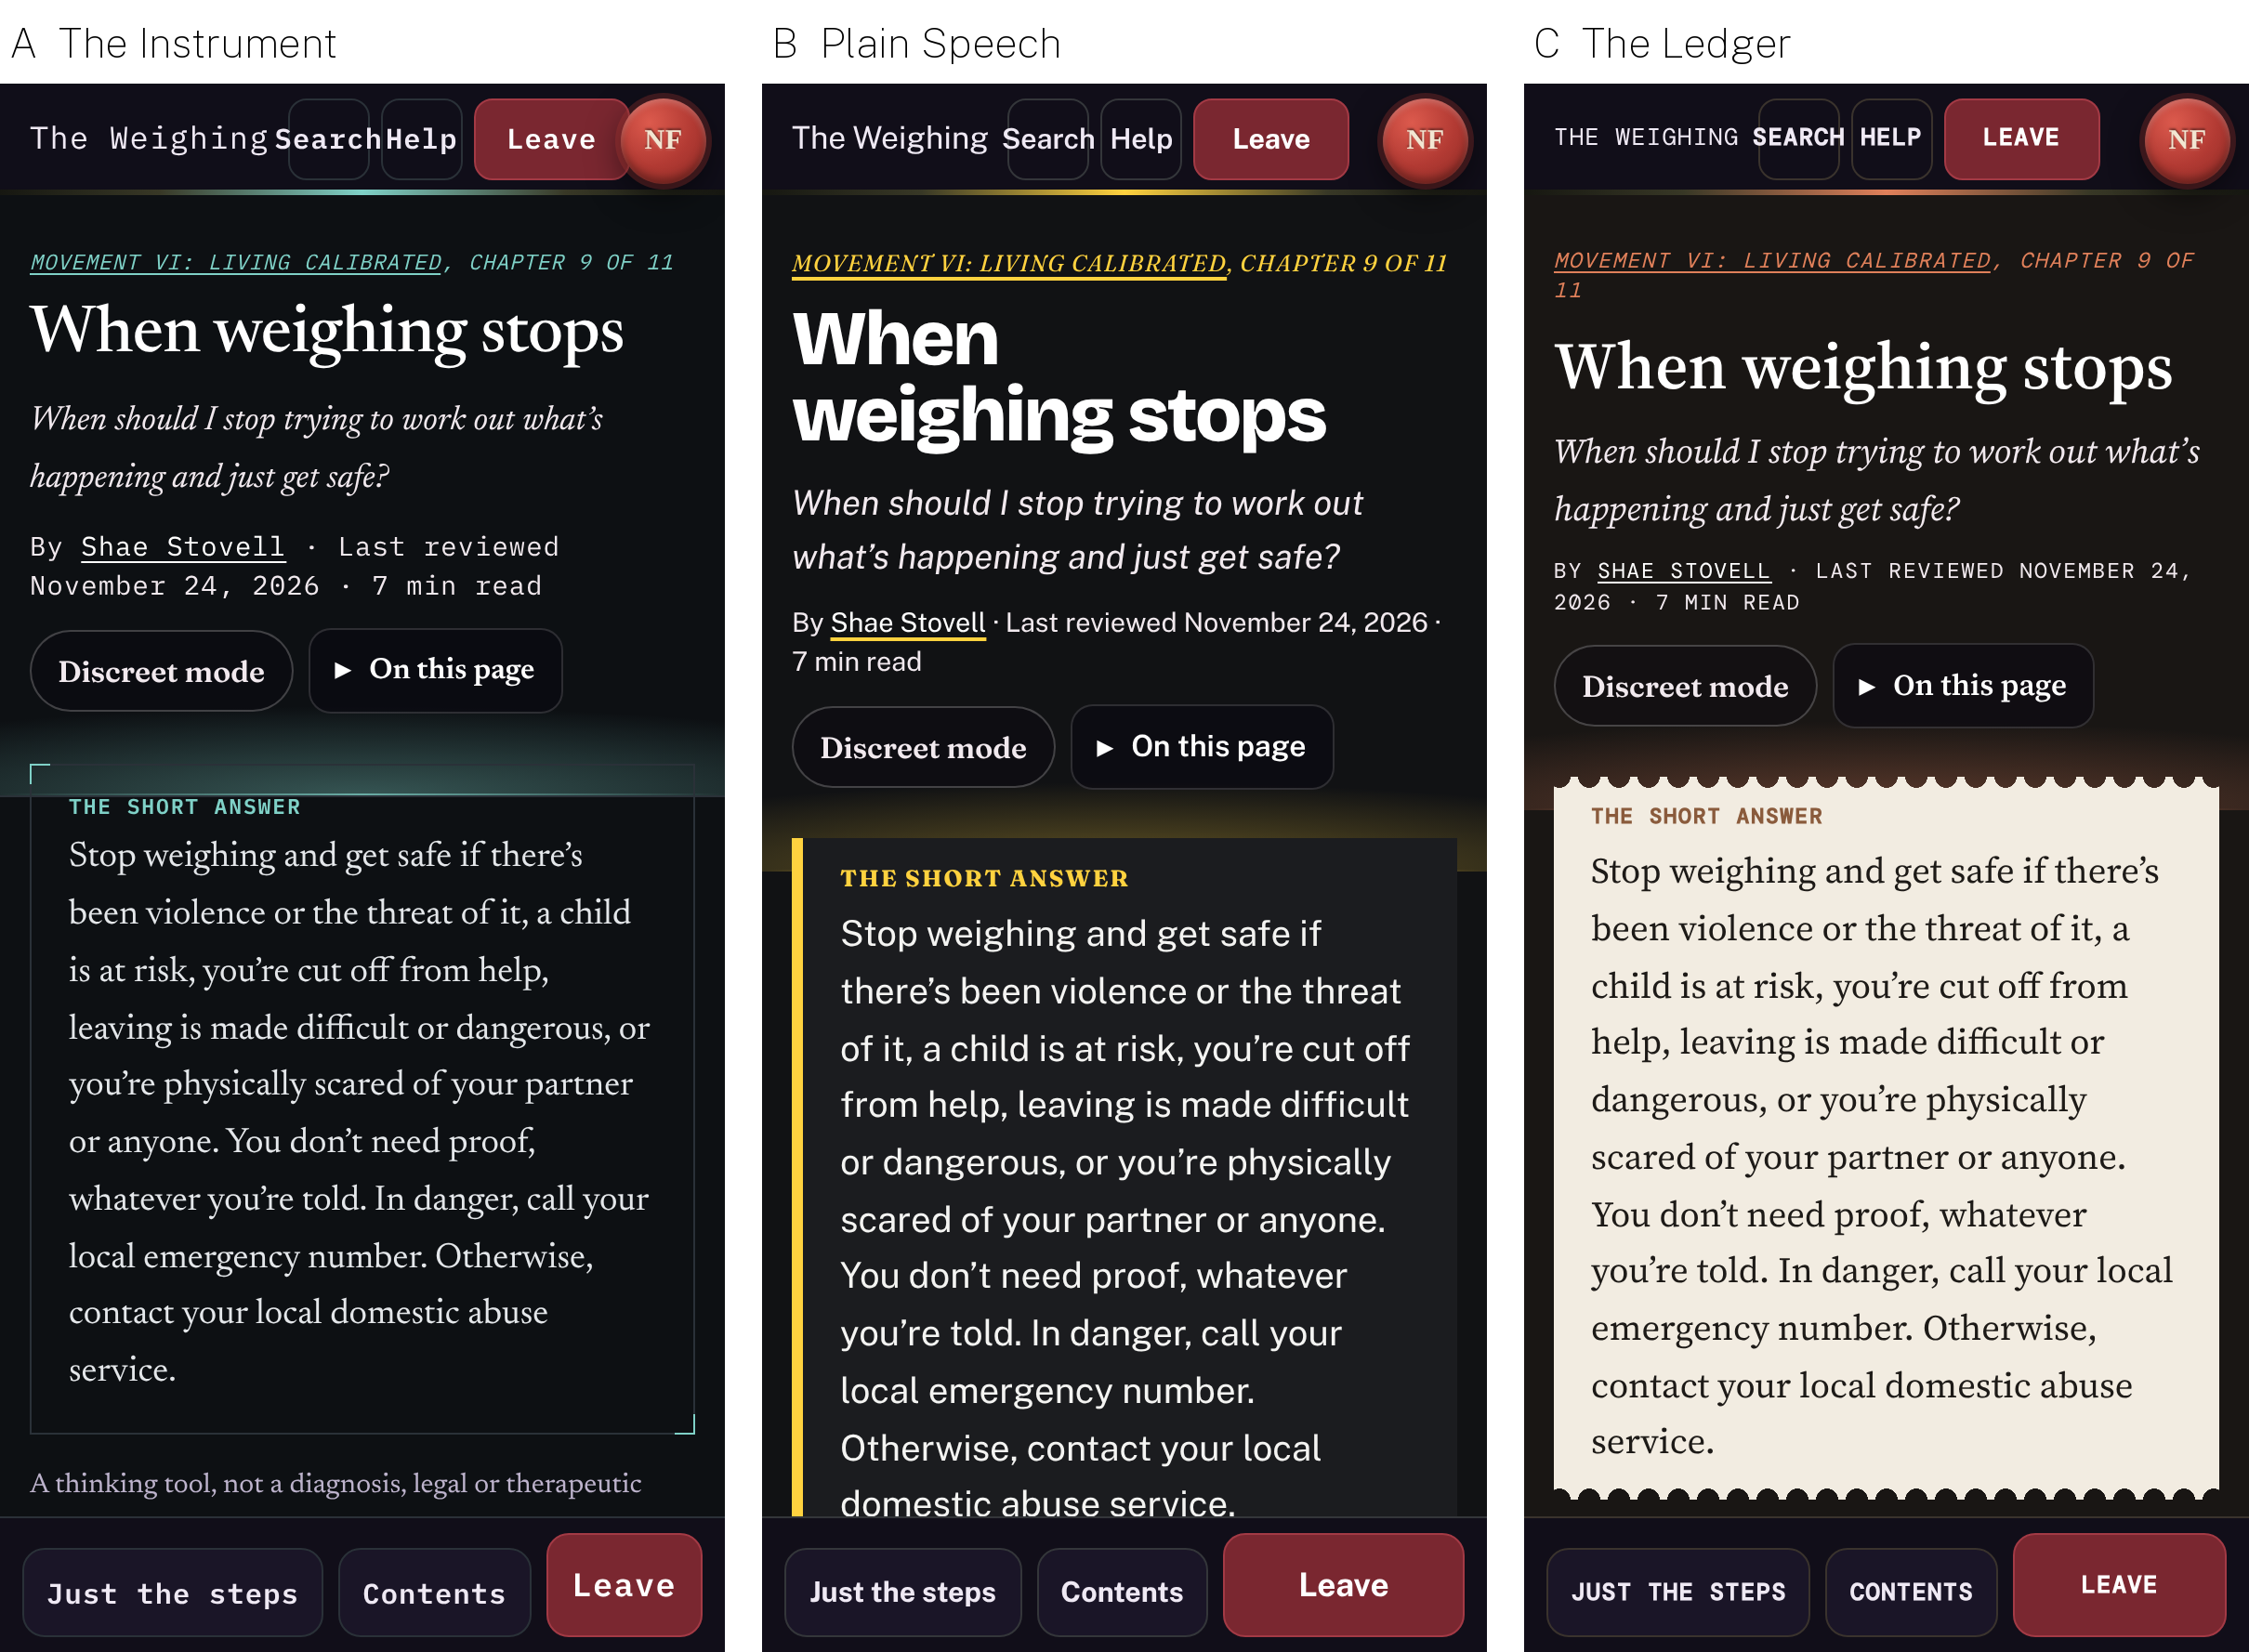 A The Instrument
The Weighing Search Help Leave NF
MOVEMENT VI: LIVING CALIBRATED, CHAPTER 9 OF 11
When weighing stops
When should I stop trying to work out what’s
happening and just get safe?
By Shae Stovell · Last reviewed
November 24, 2026 · 7 min read
Discreet mode ▶ On this page
THE SHORT ANSWER
Stop weighing and get safe if there’s
been violence or the threat of it, a child
is at risk, you’re cut off from help,
leaving is made difficult or dangerous, or
you’re physically scared of your partner
or anyone. You don’t need proof,
whatever you’re told. In danger, call your
local emergency number. Otherwise,
contact your local domestic abuse
service.
A thinking tool, not a diagnosis, legal or therapeutic
Just the steps Contents Leave
B Plain Speech
The Weighing Search Help Leave NF
MOVEMENT VI: LIVING CALIBRATED, CHAPTER 9 OF 11
When
weighing stops
When should I stop trying to work out
what’s happening and just get safe?
By Shae Stovell · Last reviewed November 24, 2026 ·
7 min read
Discreet mode ▶ On this page
THE SHORT ANSWER
Stop weighing and get safe if
there’s been violence or the threat
of it, a child is at risk, you’re cut off
from help, leaving is made difficult
or dangerous, or you’re physically
scared of your partner or anyone.
You don’t need proof, whatever
you’re told. In danger, call your
local emergency number.
Otherwise, contact your local
domestic abuse service.
Just the steps Contents Leave
C The Ledger
THE WEIGHING SEARCH HELP LEAVE NF
MOVEMENT VI: LIVING CALIBRATED, CHAPTER 9 OF
11
When weighing stops
When should I stop trying to work out what’s
happening and just get safe?
BY SHAE STOVELL · LAST REVIEWED NOVEMBER 24,
2026 · 7 MIN READ
Discreet mode ▶ On this page
THE SHORT ANSWER
Stop weighing and get safe if there’s
been violence or the threat of it, a
child is at risk, you’re cut off from
help, leaving is made difficult or
dangerous, or you’re physically
scared of your partner or anyone.
You don’t need proof, whatever
you’re told. In danger, call your local
emergency number. Otherwise,
contact your local domestic abuse
service.
JUST THE STEPS CONTENTS LEAVE